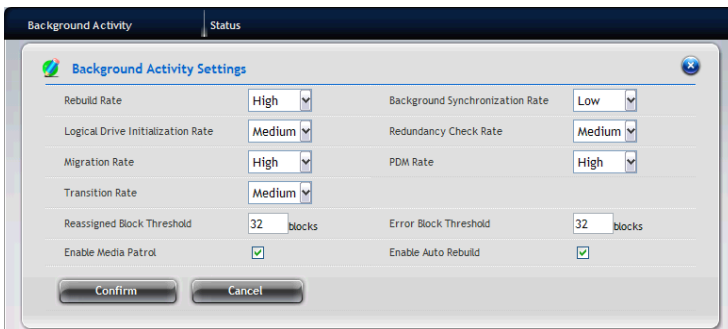 Background Activity Status
Background Activity Settings
Rebuild Rate High Background Synchronization Rate Low
Logical Drive Initialization Rate Medium Redundancy Check Rate Medium
Migration Rate High PDM Rate High
Transition Rate Medium
Reassigned Block Threshold 32 blocks Error Block Threshold 32 blocks
Enable Media Patrol Enable Auto Rebuild
Confirm Cancel